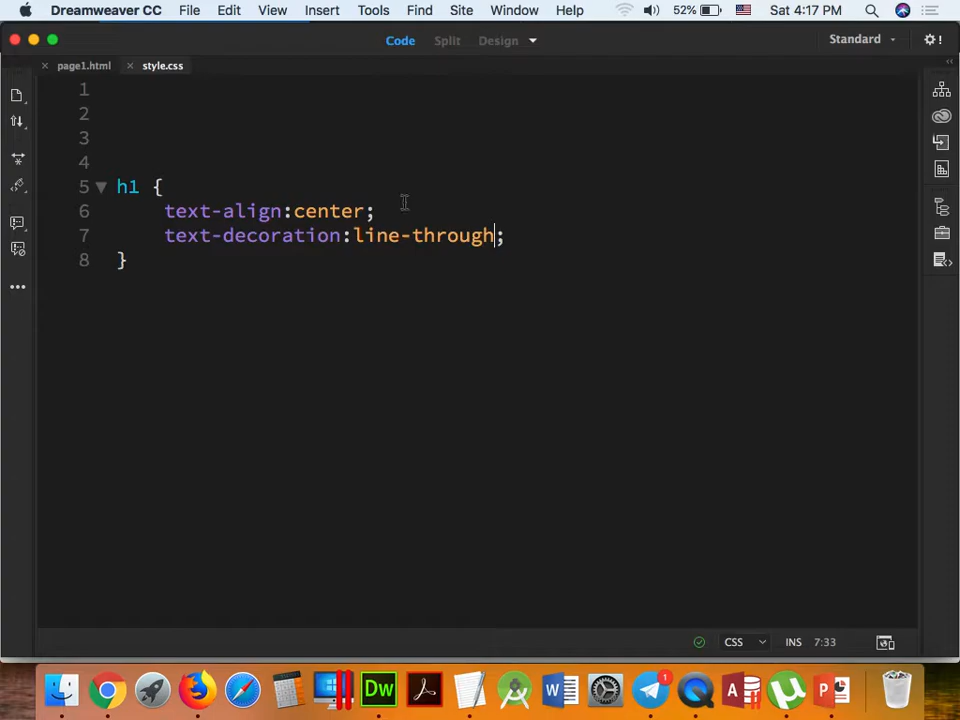 Dreamweaver CC File Edit View Insert Tools Find Site Window Help 52% Sat 4:17 PM
Code Split Design Standard
page1.html style.css
1
2
3
4
5 h1 {
6 text-align:center;
7 text-decoration:line-through;
8 }
CSS INS 7:33
Dw W 1 A P